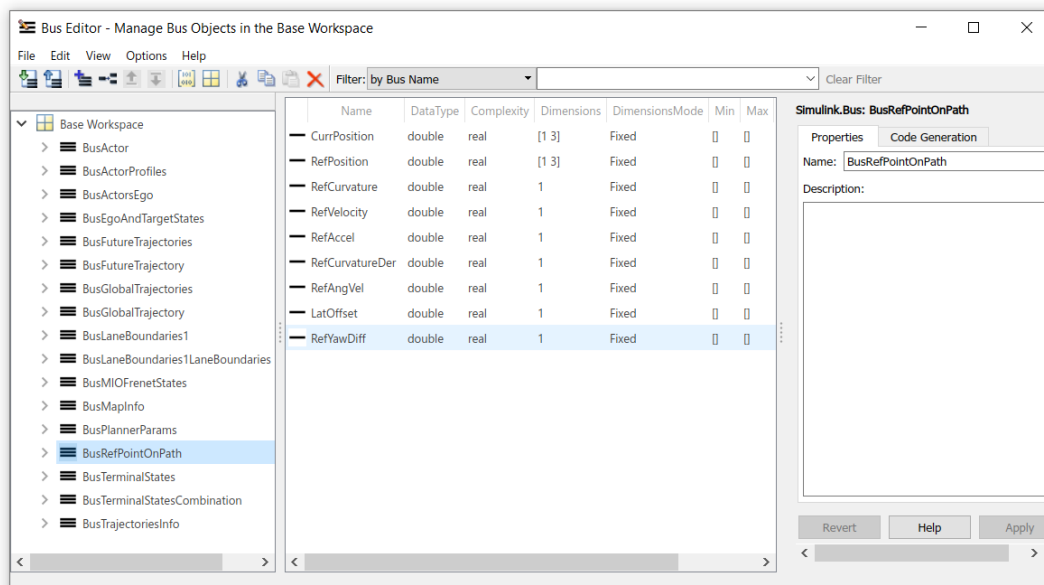 Bus Editor - Manage Bus Objects in the Base Workspace
File Edit View Options Help
Filter: by Bus Name Clear Filter
Base Workspace
BusActor
BusActorProfiles
BusActorsEgo
BusEgoAndTargetStates
BusFutureTrajectories
BusFutureTrajectory
BusGlobalTrajectories
BusGlobalTrajectory
BusLaneBoundaries1
BusLaneBoundaries1LaneBoundaries
BusMIOFrenetStates
BusMapInfo
BusPlannerParams
BusRefPointOnPath
BusTerminalStates
BusTerminalStatesCombination
BusTrajectoriesInfo
Name DataType Complexity Dimensions DimensionsMode Min Max
CurrPosition double real [1 3] Fixed [] []
RefPosition double real [1 3] Fixed [] []
RefCurvature double real 1 Fixed [] []
RefVelocity double real 1 Fixed [] []
RefAccel double real 1 Fixed [] []
RefCurvatureDer double real 1 Fixed [] []
RefAngVel double real 1 Fixed [] []
LatOffset double real 1 Fixed [] []
RefYawDiff double real 1 Fixed [] []
Simulink.Bus: BusRefPointOnPath
Properties Code Generation
Name: BusRefPointOnPath
Description:
Revert Help Apply